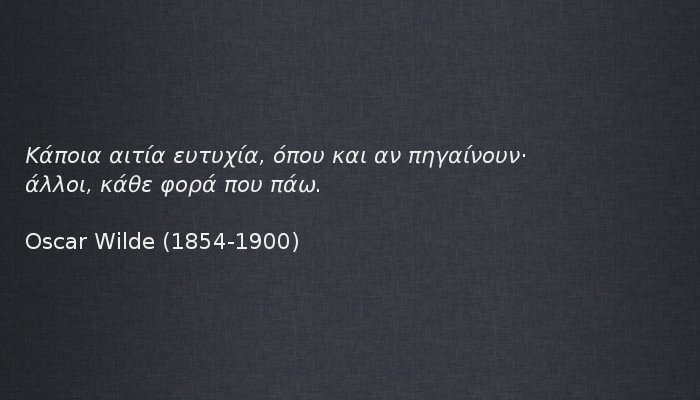 Κάποια αιτία ευτυχία, όπου και αν πηγαίνουν·
άλλοι, κάθε φορά που πάω.
Oscar Wilde (1854-1900)